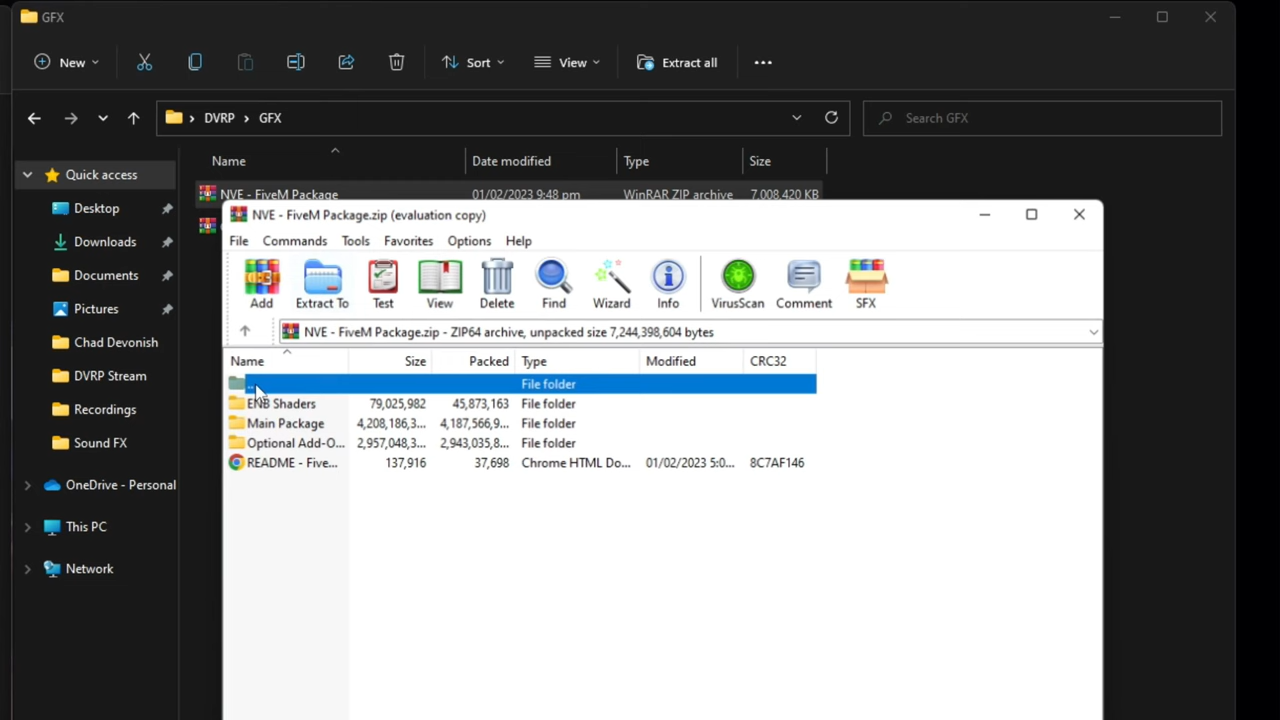 GFX
New
Sort
View
Extract all
DVRP
GFX
Search GFX
Name
Date modified
Type
Size
Quick access
Desktop
Downloads
Documents
Pictures
Chad Devonish
DVRP Stream
Recordings
Sound FX
OneDrive - Personal
This PC
Network
NVE - FiveM Package 01/02/2023 9:48 pm WinRAR ZIP archive 7,008,420 KB
NVE - FiveM Package.zip (evaluation copy)
File Commands Tools Favorites Options Help
Add Extract To Test View Delete Find Wizard Info VirusScan Comment SFX
NVE - FiveM Package.zip - ZIP64 archive, unpacked size 7,244,398,604 bytes
Name Size Packed Type Modified CRC32
.. File folder
ENB Shaders 79,025,982 45,873,163 File folder
Main Package 4,208,186,3... 4,187,566,9... File folder
Optional Add-O... 2,957,048,3... 2,943,035,8... File folder
README - Five... 137,916 37,698 Chrome HTML Do... 01/02/2023 5:0... 8C7AF146